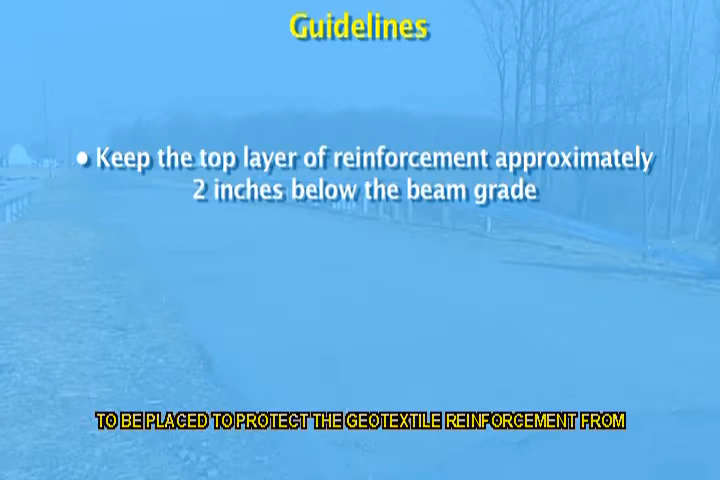 Guidelines
• Keep the top layer of reinforcement approximately
2 inches below the beam grade
TO BE PLACED TO PROTECT THE GEOTEXTILE REINFORCEMENT FROM